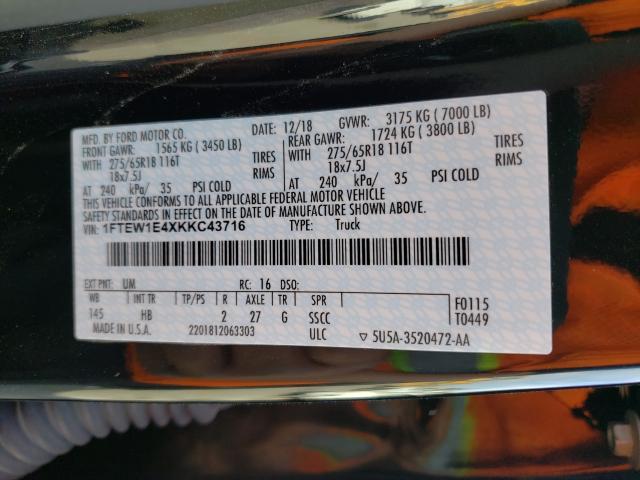 MFD. BY FORD MOTOR CO.
DATE: 12/18 GVWR: 3175 KG ( 7000 LB)
FRONT GAWR: 1565 KG ( 3450 LB)
REAR GAWR: 1724 KG ( 3800 LB)
WITH 275/65R18 116T TIRES
WITH 275/65R18 116T TIRES
18x7.5J RIMS
18x7.5J RIMS
AT 240 kPa/ 35 PSI COLD
AT 240 kPa/ 35 PSI COLD
THIS VEHICLE CONFORMS TO ALL APPLICABLE FEDERAL MOTOR VEHICLE
SAFETY STANDARDS IN EFFECT ON THE DATE OF MANUFACTURE SHOWN ABOVE.
VIN: 1FTEW1E4XKKC43716 TYPE: Truck
EXT PNT: UM RC: 16 DSO:
WB INT TR TP/PS R AXLE TR SPR
145 HB 2 27 G SSCC
F0115
T0449
MADE IN U.S.A. 2201812063303 ULC ▽ 5U5A-3520472-AA